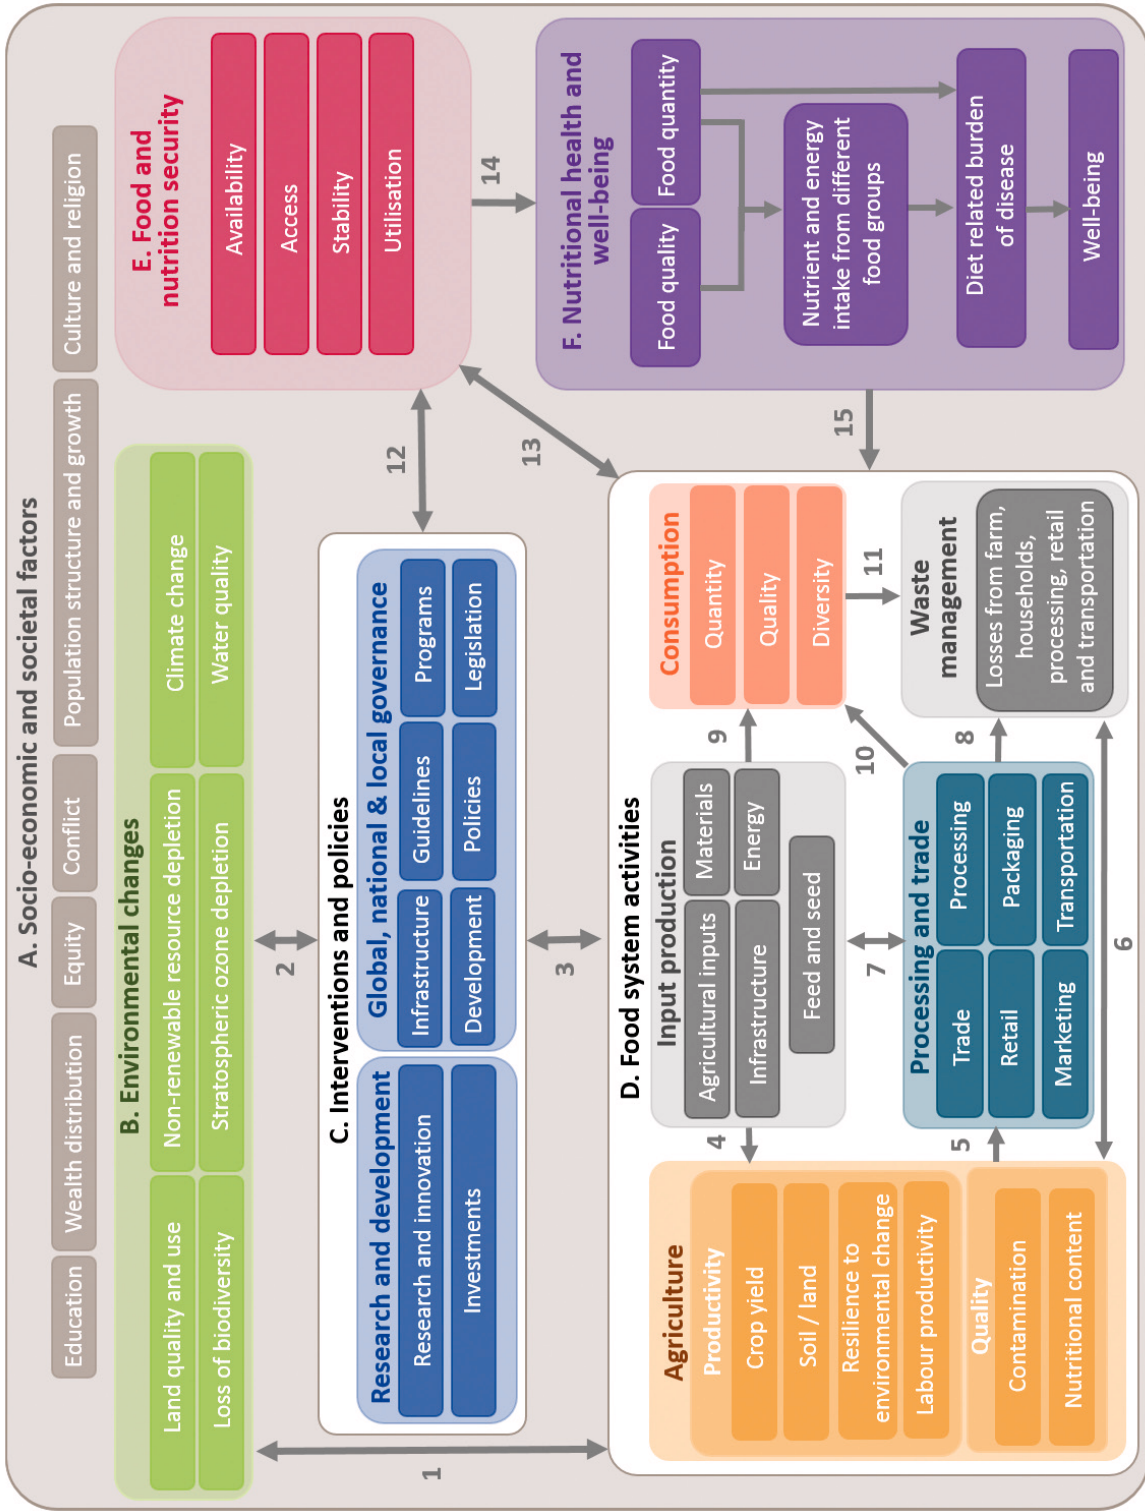 A. Socio-economic and societal factors
Education
Wealth distribution
Equity
Conflict
Population structure and growth
Culture and religion
B. Environmental changes
Land quality and use
Non-renewable resource depletion
Climate change
Loss of biodiversity
Stratospheric ozone depletion
Water quality
1
2
C. Interventions and policies
Research and development
Research and innovation
Investments
Global, national & local governance
Infrastructure
Guidelines
Programs
Development
Policies
Legislation
3
12
13
E. Food and
nutrition security
Availability
Access
Stability
Utilisation
14
D. Food system activities
Agriculture
Productivity
Crop yield
Soil / land
Resilience to
environmental change
Labour productivity
Quality
Contamination
Nutritional content
4
5
6
Input production
Agricultural inputs
Materials
Infrastructure
Energy
Feed and seed
7
Processing and trade
Trade
Processing
Retail
Packaging
Marketing
Transportation
8
9
10
Consumption
Quantity
Quality
Diversity
11
Waste
management
Losses from farm,
households,
processing, retail
and transportation
15
F. Nutritional health and
well-being
Food quality
Food quantity
Nutrient and energy
intake from different
food groups
Diet related burden
of disease
Well-being